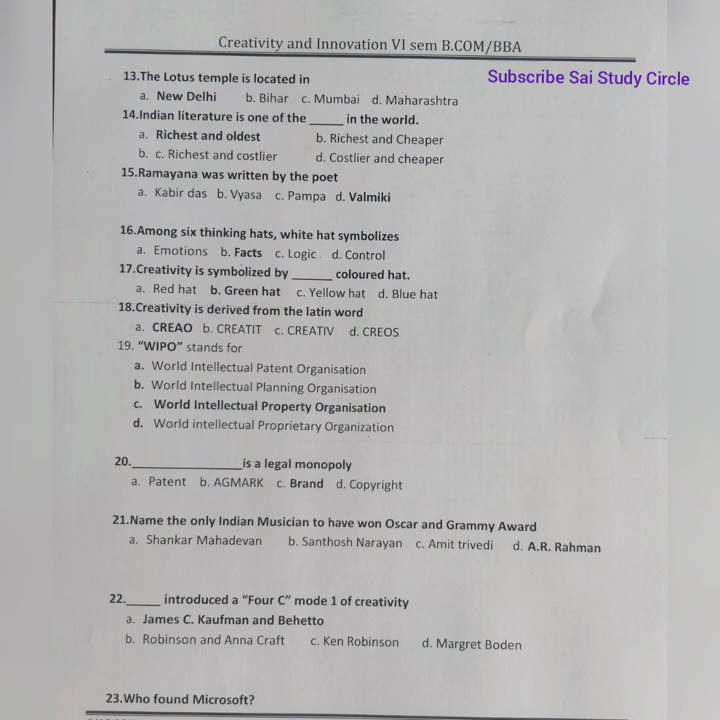 Creativity and Innovation VI sem B.COM/BBA
Subscribe Sai Study Circle
13.The Lotus temple is located in
a. New Delhi b. Bihar c. Mumbai d. Maharashtra
14.Indian literature is one of the _____ in the world.
a. Richest and oldest b. Richest and Cheaper
b. c. Richest and costlier d. Costlier and cheaper
15.Ramayana was written by the poet
a. Kabir das b. Vyasa c. Pampa d. Valmiki
16.Among six thinking hats, white hat symbolizes
a. Emotions b. Facts c. Logic . d. Control
17.Creativity is symbolized by ______ coloured hat.
a. Red hat b. Green hat c. Yellow hat d. Blue hat
18.Creativity is derived from the latin word
a. CREAO b. CREATIT c. CREATIV d. CREOS
19. “WIPO” stands for
a. World Intellectual Patent Organisation
b. World Intellectual Planning Organisation
c. World Intellectual Property Organisation
d. World intellectual Proprietary Organization
20.________________is a legal monopoly
a. Patent b. AGMARK c. Brand d. Copyright
21.Name the only Indian Musician to have won Oscar and Grammy Award
a. Shankar Mahadevan b. Santhosh Narayan c. Amit trivedi d. A.R. Rahman
22._____ introduced a “Four C” mode 1 of creativity
a. James C. Kaufman and Behetto
b. Robinson and Anna Craft c. Ken Robinson d. Margret Boden
23.Who found Microsoft?